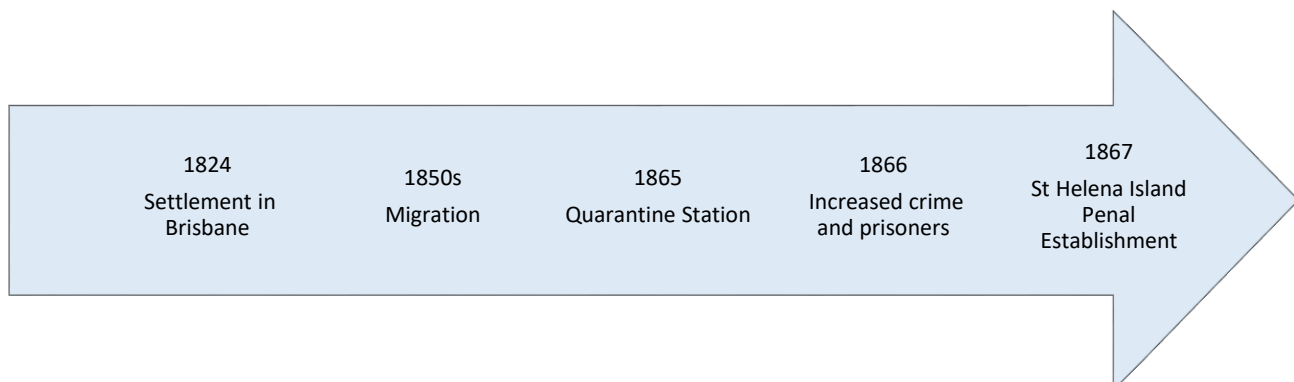 1824
Settlement in
Brisbane
1850s
Migration
1865
Quarantine Station
1866
Increased crime
and prisoners
1867
St Helena Island
Penal
Establishment